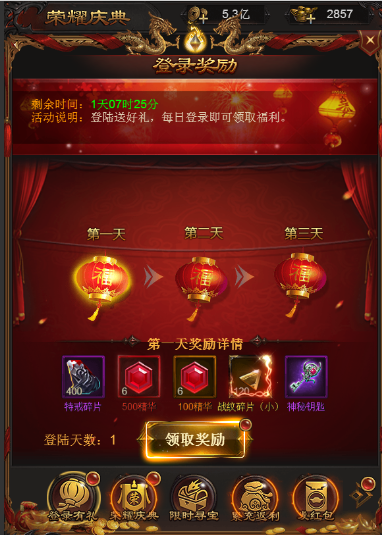 荣耀庆典
5.3亿
2857
登录奖励
剩余时间：1天07时25分
活动说明：登陆送好礼，每日登录即可领取福利。
第一天
第二天
第三天
福
福
福
第一天奖励详情
400
6
6
120
特戒碎片
500精华
100精华
战纹碎片（小）
神秘钥匙
登陆天数：1
领取奖励
荣
登录有礼
荣耀庆典
限时寻宝
累充返利
发红包